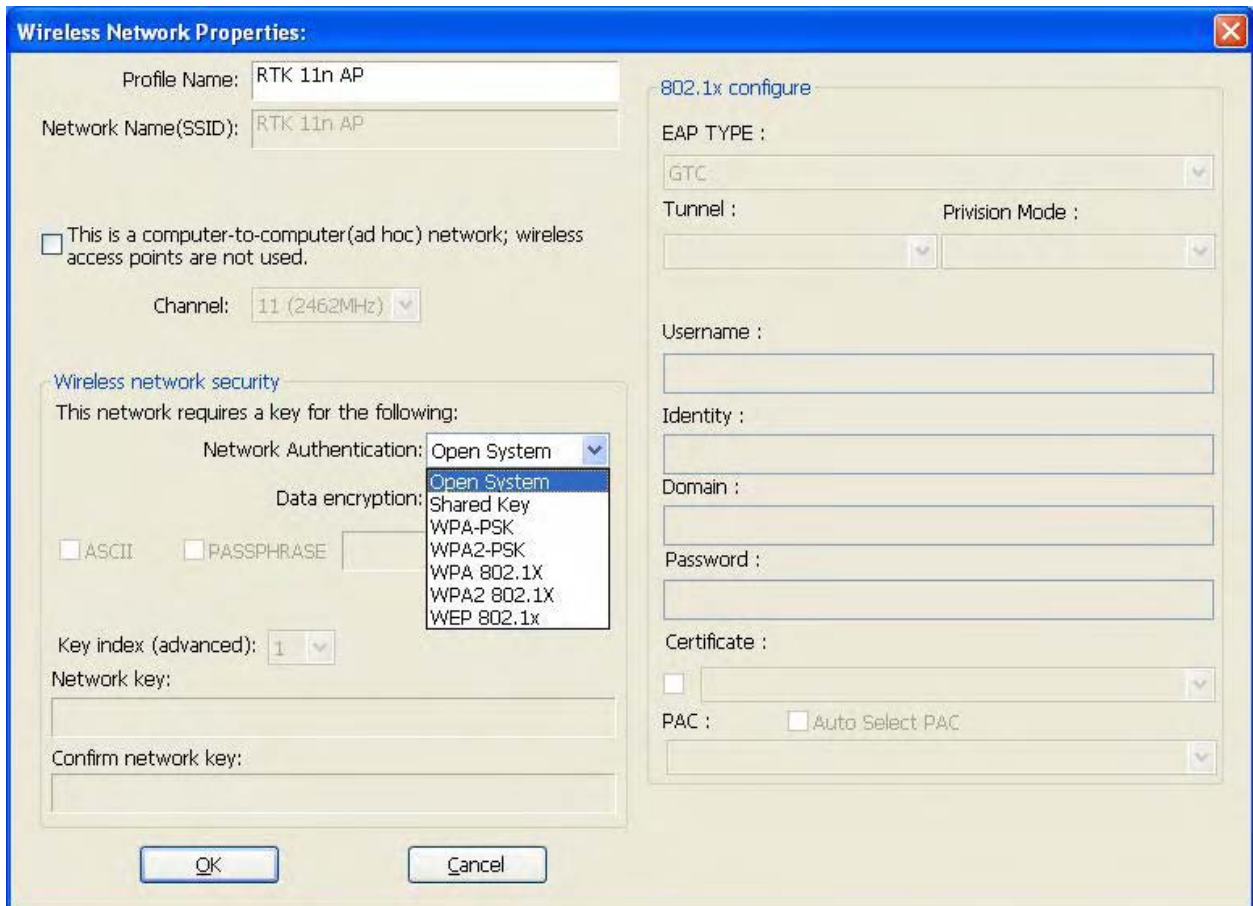 Wireless Network Properties:
Profile Name: RTK 11n AP
Network Name(SSID): RTK 11n AP
This is a computer-to-computer(ad hoc) network; wireless
access points are not used.
Channel: 11 (2462MHz)
Wireless network security
This network requires a key for the following:
Network Authentication: Open System
Open System
Data encryption:
Shared Key
WPA-PSK
WPA2-PSK
WPA 802.1X
WPA2 802.1X
WEP 802.1x
ASCII PASSPHRASE
Key index (advanced): 1
Network key:
Confirm network key:
OK Cancel
802.1x configure
EAP TYPE :
GTC
Tunnel : Privision Mode :
Username :
Identity :
Domain :
Password :
Certificate :
PAC : Auto Select PAC